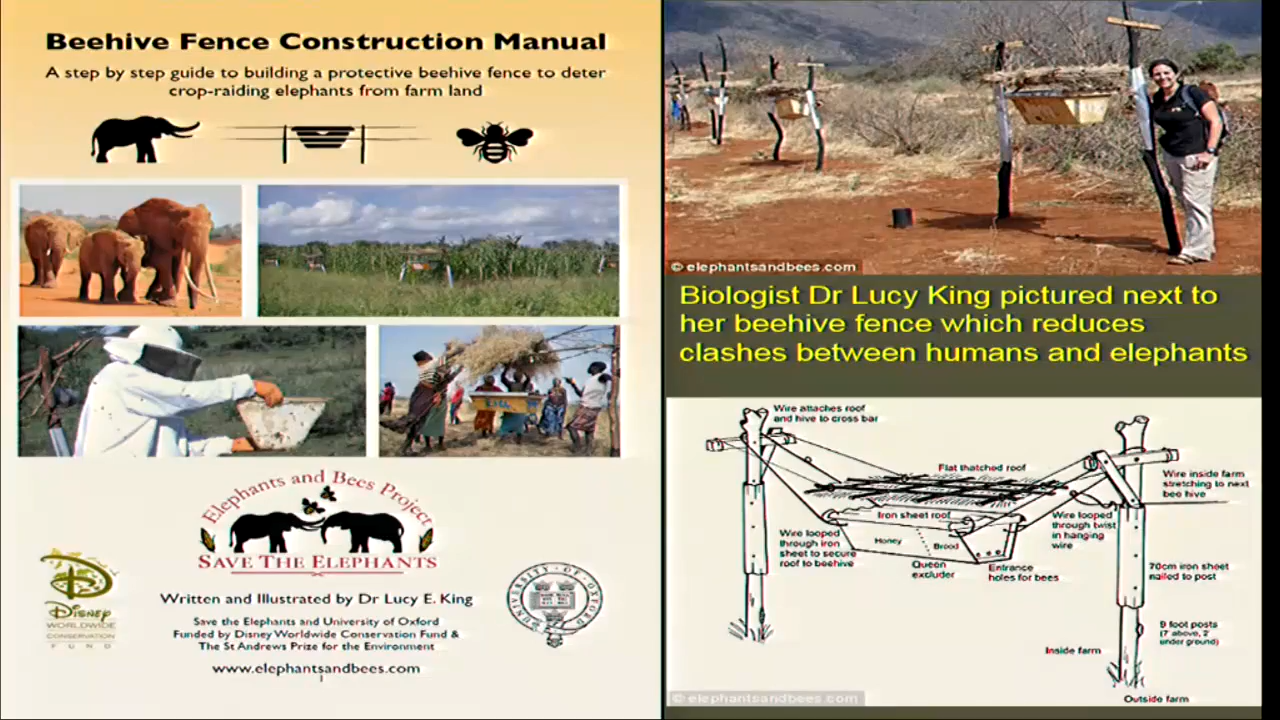 Beehive Fence Construction Manual
A step by step guide to building a protective beehive fence to deter
crop-raiding elephants from farm land
Elephants and Bees Project
SAVE THE ELEPHANTS
Disney
WORLDWIDE
CONSERVATION
FUND
UNIVERSITY · OF · OXFORD
Written and Illustrated by Dr Lucy E. King
Save the Elephants and University of Oxford
Funded by Disney Worldwide Conservation Fund &
The St Andrews Prize for the Environment
www.elephantsandbees.com
© elephantsandbees.com
Biologist Dr Lucy King pictured next to
her beehive fence which reduces
clashes between humans and elephants
Wire attaches roof
and hive to cross bar
Flat thatched roof
Wire inside farm
stretching to next
bee hive
Iron sheet roof
Wire looped
through twist
in hanging
wire
Wire looped
through iron
sheet to secure
roof to beehive
Honey
Brood
Queen
excluder
Entrance
holes for bees
70cm iron sheet
nailed to post
9 foot posts
(7' above, 2'
under ground)
Inside farm
Outside farm
© elephantsandbees.com